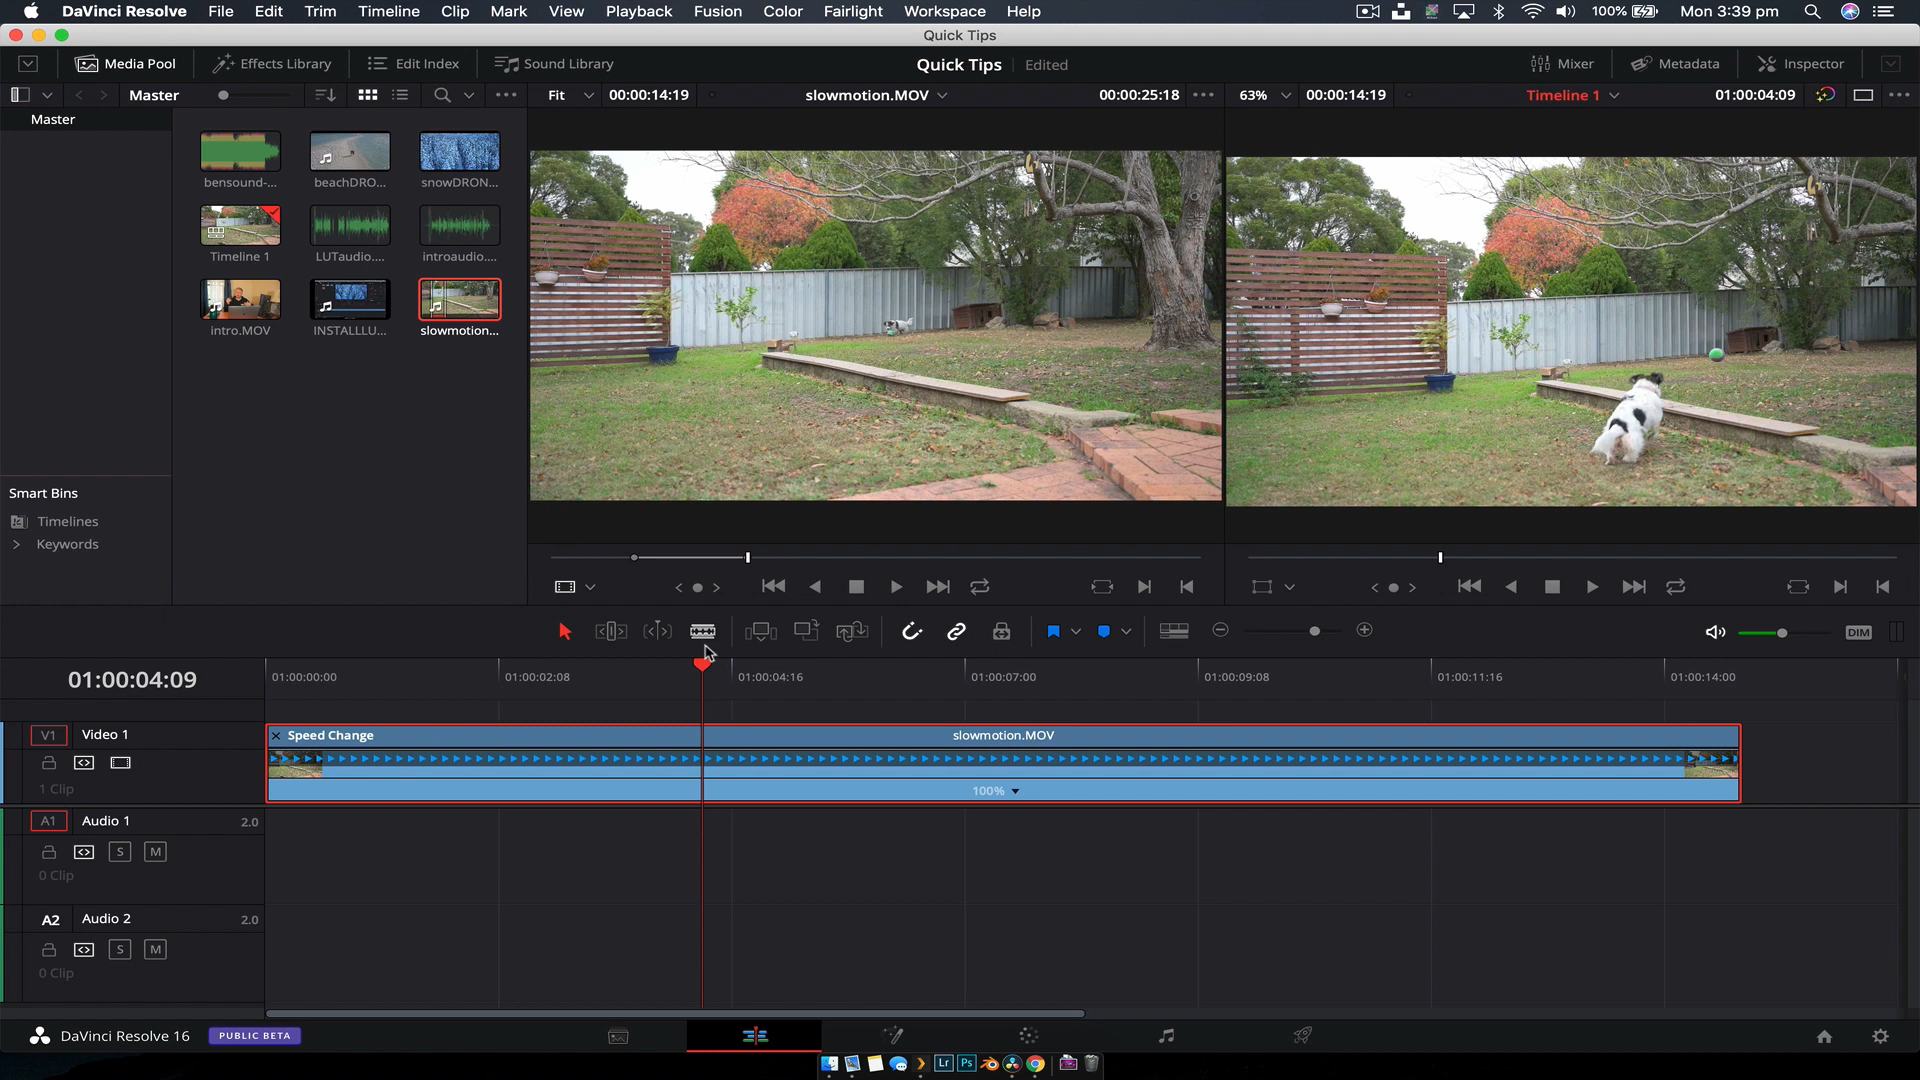 DaVinci Resolve File Edit Trim Timeline Clip Mark View Playback Fusion Color Fairlight Workspace Help 100% Mon 3:39 pm
Quick Tips
Media Pool Effects Library Edit Index Sound Library Quick Tips Edited Mixer Metadata Inspector
Master Fit 00:00:14:19 slowmotion.MOV 00:00:25:18 63% 00:00:14:19 Timeline 1 01:00:04:09
Master
bensound-... beachDRO... snowDRON...
Timeline 1 LUTaudio.... introaudio....
intro.MOV INSTALLLU... slowmotion...
Smart Bins
Timelines
Keywords
DIM
01:00:04:09 01:00:00:00 01:00:02:08 01:00:04:16 01:00:07:00 01:00:09:08 01:00:11:16 01:00:14:00
V1 Video 1 Speed Change slowmotion.MOV
1 Clip 100%
A1 Audio 1 2.0
S M
0 Clip
A2 Audio 2 2.0
S M
0 Clip
DaVinci Resolve 16 PUBLIC BETA
Lr Ps